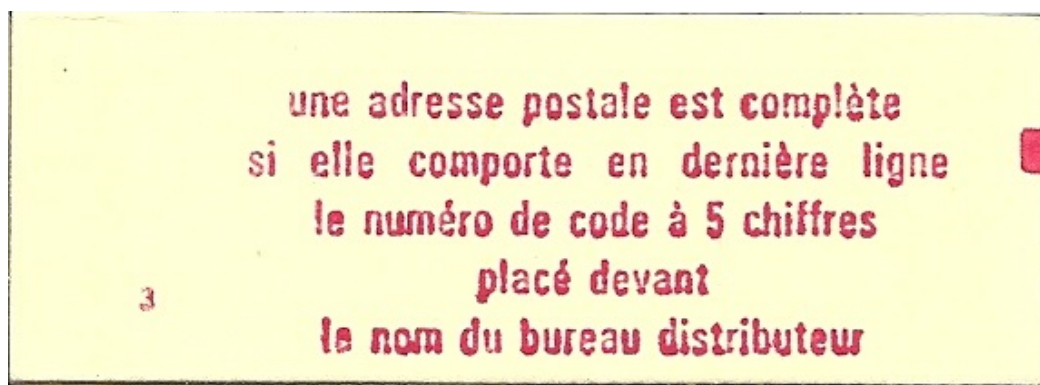 une adresse postale est complète
si elle comporte en dernière ligne
le numéro de code à 5 chiffres
placé devant
3
le nom du bureau distributeur